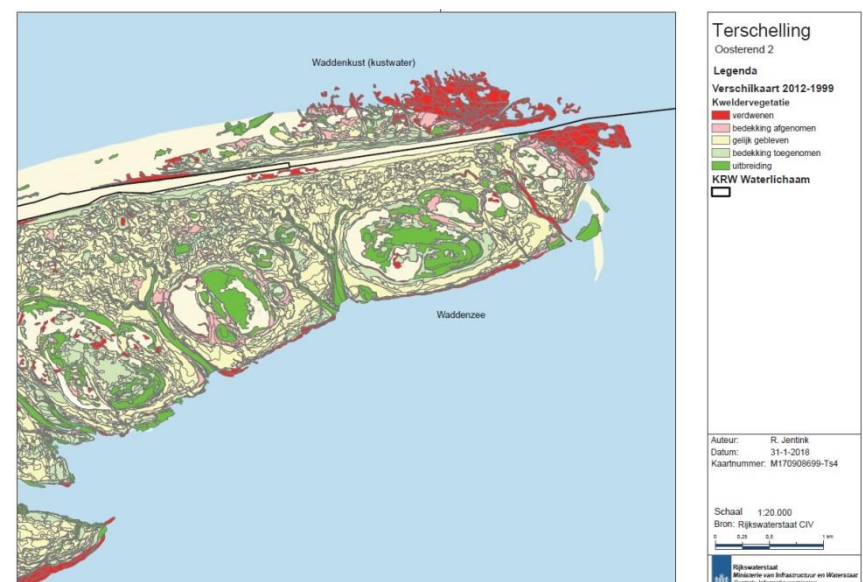 Waddenkust (kustwater)
Waddenzee
Terschelling
Oosterend 2
Legenda
Verschilkaart 2012-1999
Kweldervegetatie
verdwenen
bedekking afgenomen
gelijk gebleven
bedekking toegenomen
uitbreiding
KRW Waterlichaam
Auteur: R. Jentink
Datum: 31-1-2018
Kaartnummer: M170908699-Ts4
Schaal 1:20.000
Bron: Rijkswaterstaat CIV
0 0,25 0,5 1 km
Rijkswaterstaat
Ministerie van Infrastructuur en Waterstaat